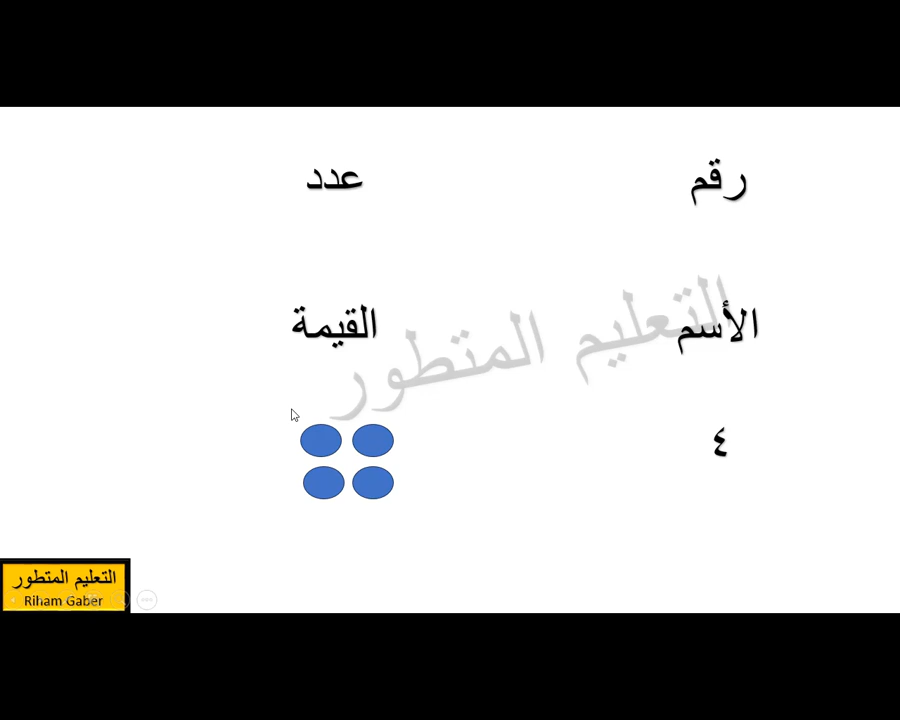 رقم
عدد
الأسم
القيمة
التعليم المتطور
٤
التعليم المتطور
Riham Gaber